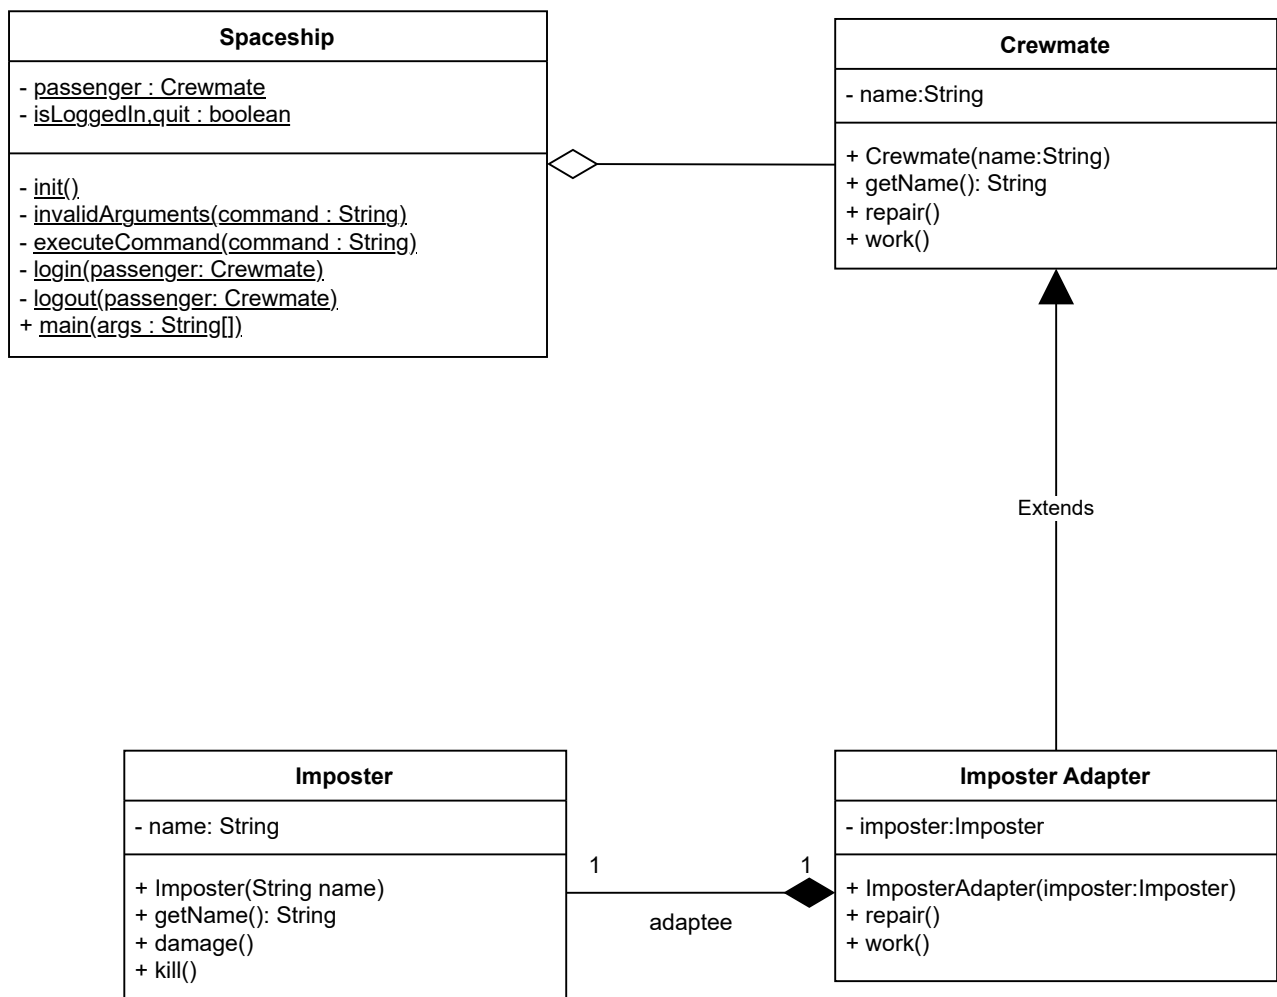 Spaceship
- passenger : Crewmate
- isLoggedIn,quit : boolean
- init()
- invalidArguments(command : String)
- executeCommand(command : String)
- login(passenger: Crewmate)
- logout(passenger: Crewmate)
+ main(args : String[])
Crewmate
- name:String
+ Crewmate(name:String)
+ getName(): String
+ repair()
+ work()
Extends
Imposter
- name: String
+ Imposter(String name)
+ getName(): String
+ damage()
+ kill()
1
1
adaptee
Imposter Adapter
- imposter:Imposter
+ ImposterAdapter(imposter:Imposter)
+ repair()
+ work()